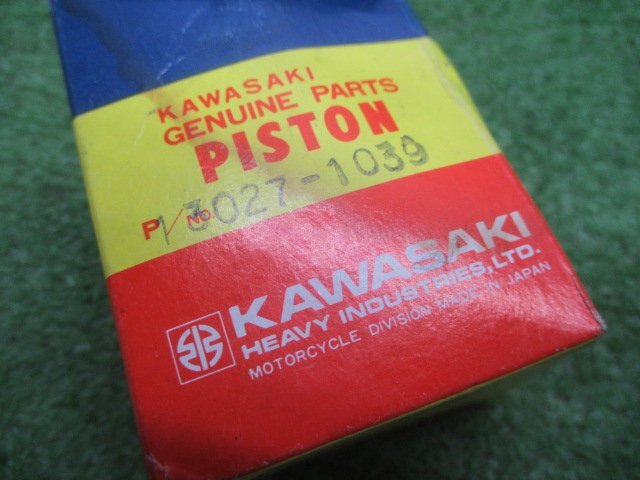 KAWASAKI
GENUINE PARTS
PISTON
P/No. 13027-1039
KAWASAKI
HEAVY INDUSTRIES,LTD.
MOTORCYCLE DIVISION MADE IN JAPAN